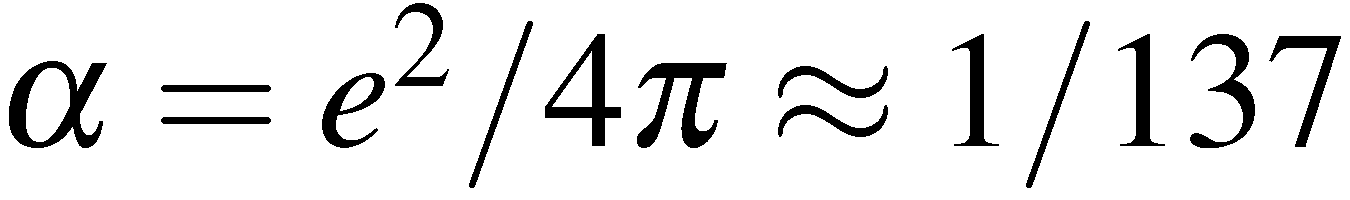 α = e²/4π ≈ 1/137